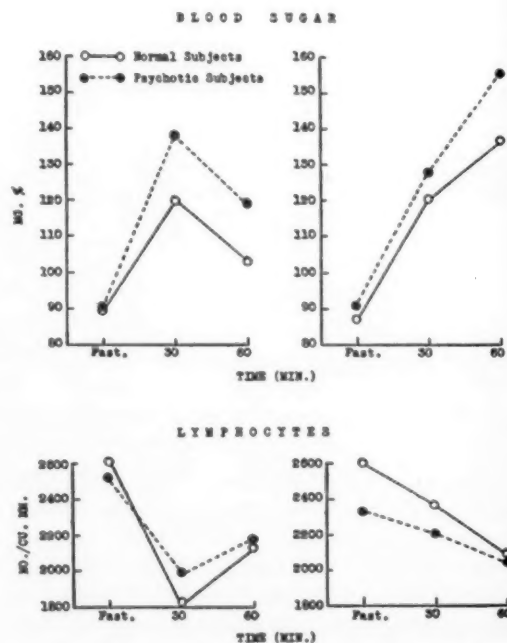 BLOOD SUGAR
Normal Subjects
Psychotic Subjects
160
150
140
130
120
110
100
90
80
MG. %
Fast. 30 60
160
150
140
130
120
110
100
90
80
Fast. 30 60
TIME (MIN.)
LYMPHOCYTES
2600
2400
2200
2000
1800
NO./CU. MM.
Fast. 30 60
2600
2400
2200
2000
1800
Fast. 30 60
TIME (MIN.)